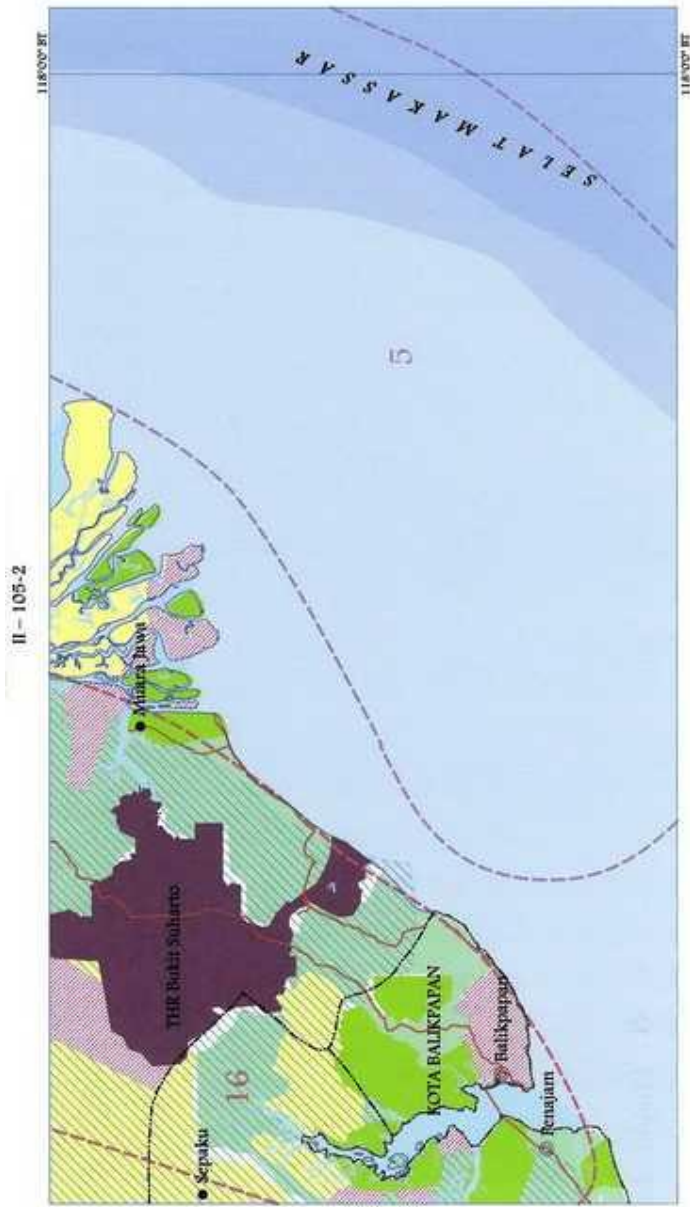 II – 105-2
118°00' BT
118°00' BT
SELAT MAKASSAR
5
Muara Jawa
THR Bukit Suharto
16
Sepaku
KOTA BALIKPAPAN
Balikpapan
Penajam